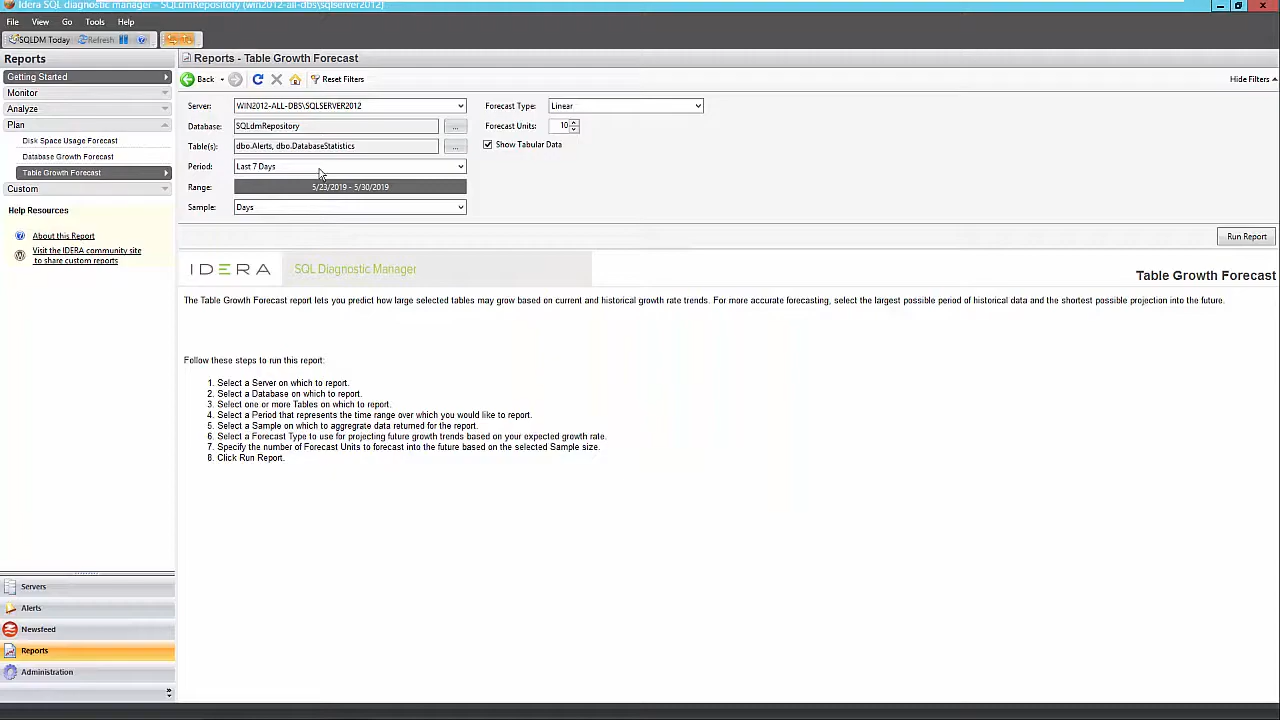 Idera SQL diagnostic manager - SQLdmRepository (win2012-all-dbs\sqlserver2012)
File View Go Tools Help
SQLDM Today Refresh
Reports
Getting Started
Monitor
Analyze
Plan
Disk Space Usage Forecast
Database Growth Forecast
Table Growth Forecast
Custom
Help Resources
About this Report
Visit the IDERA community site
to share custom reports
Servers
Alerts
Newsfeed
Reports
Administration
Reports - Table Growth Forecast
Back Reset Filters Hide Filters
Server: WIN2012-ALL-DBS\SQLSERVER2012 Forecast Type: Linear
Database: SQLdmRepository ... Forecast Units: 10
Table(s): dbo.Alerts, dbo.DatabaseStatistics ... Show Tabular Data
Period: Last 7 Days
Range: 5/23/2019 - 5/30/2019
Sample: Days
Run Report
IDERA SQL Diagnostic Manager Table Growth Forecast
The Table Growth Forecast report lets you predict how large selected tables may grow based on current and historical growth rate trends. For more accurate forecasting, select the largest possible period of historical data and the shortest possible projection into the future.
Follow these steps to run this report:
1. Select a Server on which to report.
2. Select a Database on which to report.
3. Select one or more Tables on which to report.
4. Select a Period that represents the time range over which you would like to report.
5. Select a Sample on which to aggregrate data returned for the report.
6. Select a Forecast Type to use for projecting future growth trends based on your expected growth rate.
7. Specify the number of Forecast Units to forecast into the future based on the selected Sample size.
8. Click Run Report.